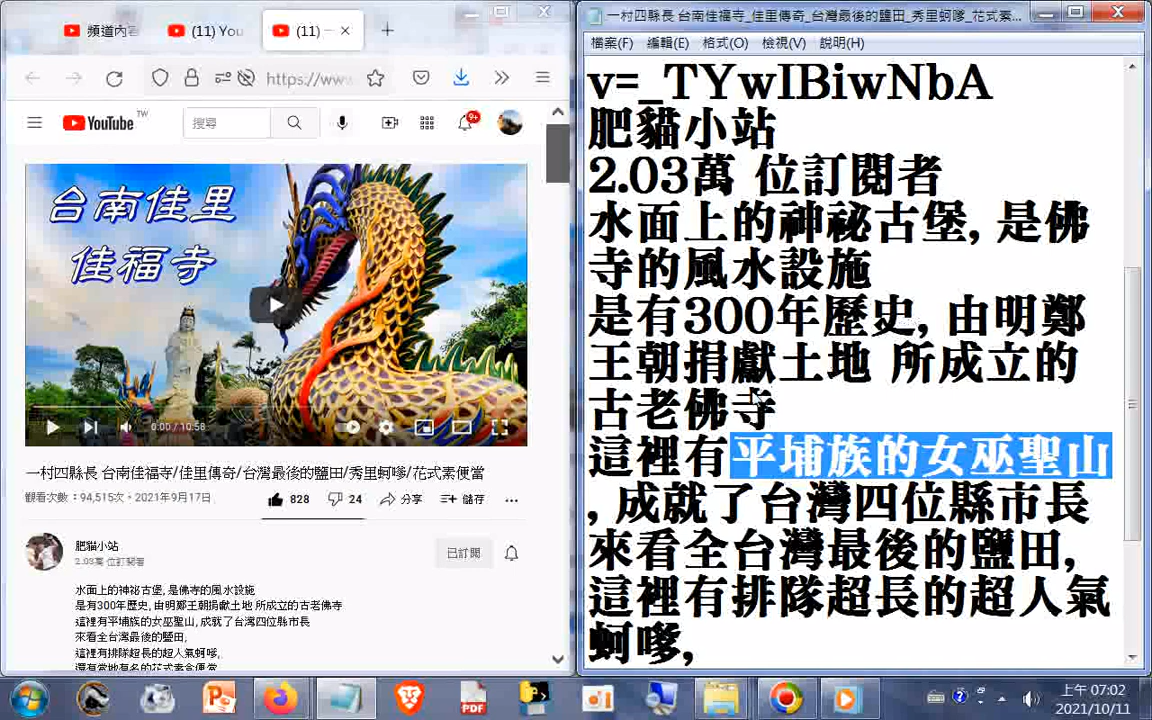 頻道內容
(11) You
(11) 一
https://www.
YouTube TW
搜尋
9+
台南佳里
佳福寺
0:00 / 10:58
一村四縣長 台南佳福寺/佳里傳奇/台灣最後的鹽田/秀里蚵嗲/花式素便當
觀看次數：94,515次・2021年9月17日
828
24
分享
儲存
肥貓小站
2.03萬 位訂閱者
已訂閱
水面上的神祕古堡, 是佛寺的風水設施
是有300年歷史, 由明鄭王朝捐獻土地 所成立的古老佛寺
這裡有平埔族的女巫聖山, 成就了台灣四位縣市長
來看全台灣最後的鹽田,
這裡有排隊超長的超人氣蚵嗲,
還有當地有名的花式素食便當
一村四縣長 台南佳福寺_佳里傳奇_台灣最後的鹽田_秀里蚵嗲_花式素...
檔案(F) 編輯(E) 格式(O) 檢視(V) 說明(H)
v=_TYwIBiwNbA
肥貓小站
2.03萬 位訂閱者
水面上的神祕古堡, 是佛
寺的風水設施
是有300年歷史, 由明鄭
王朝捐獻土地 所成立的
古老佛寺
這裡有平埔族的女巫聖山
, 成就了台灣四位縣市長
來看全台灣最後的鹽田,
這裡有排隊超長的超人氣
蚵嗲,
PDF
上午 07:02
2021/10/11